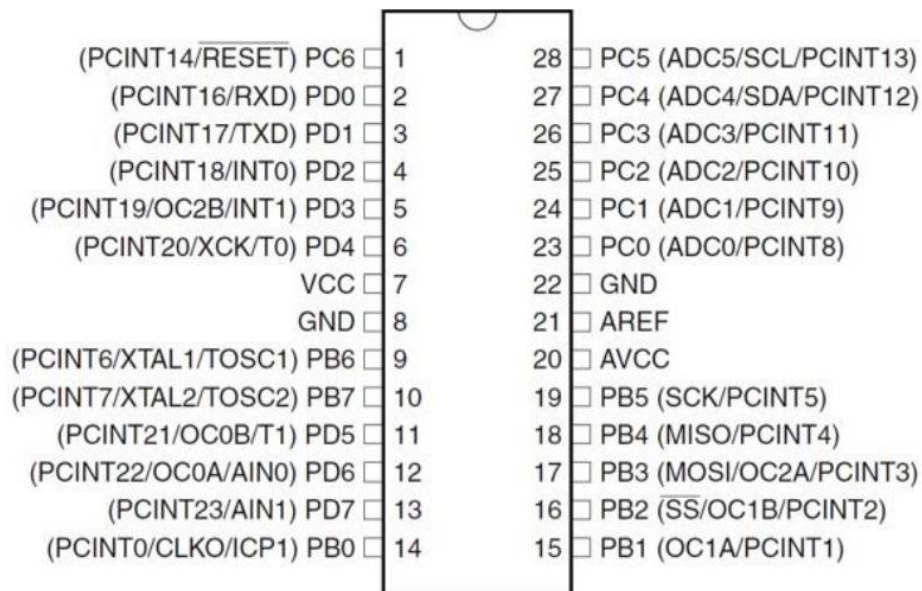 (PCINT14/RESET) PC6 1 28 PC5 (ADC5/SCL/PCINT13)
(PCINT16/RXD) PD0 2 27 PC4 (ADC4/SDA/PCINT12)
(PCINT17/TXD) PD1 3 26 PC3 (ADC3/PCINT11)
(PCINT18/INT0) PD2 4 25 PC2 (ADC2/PCINT10)
(PCINT19/OC2B/INT1) PD3 5 24 PC1 (ADC1/PCINT9)
(PCINT20/XCK/T0) PD4 6 23 PC0 (ADC0/PCINT8)
VCC 7 22 GND
GND 8 21 AREF
(PCINT6/XTAL1/TOSC1) PB6 9 20 AVCC
(PCINT7/XTAL2/TOSC2) PB7 10 19 PB5 (SCK/PCINT5)
(PCINT21/OC0B/T1) PD5 11 18 PB4 (MISO/PCINT4)
(PCINT22/OC0A/AIN0) PD6 12 17 PB3 (MOSI/OC2A/PCINT3)
(PCINT23/AIN1) PD7 13 16 PB2 (SS/OC1B/PCINT2)
(PCINT0/CLKO/ICP1) PB0 14 15 PB1 (OC1A/PCINT1)